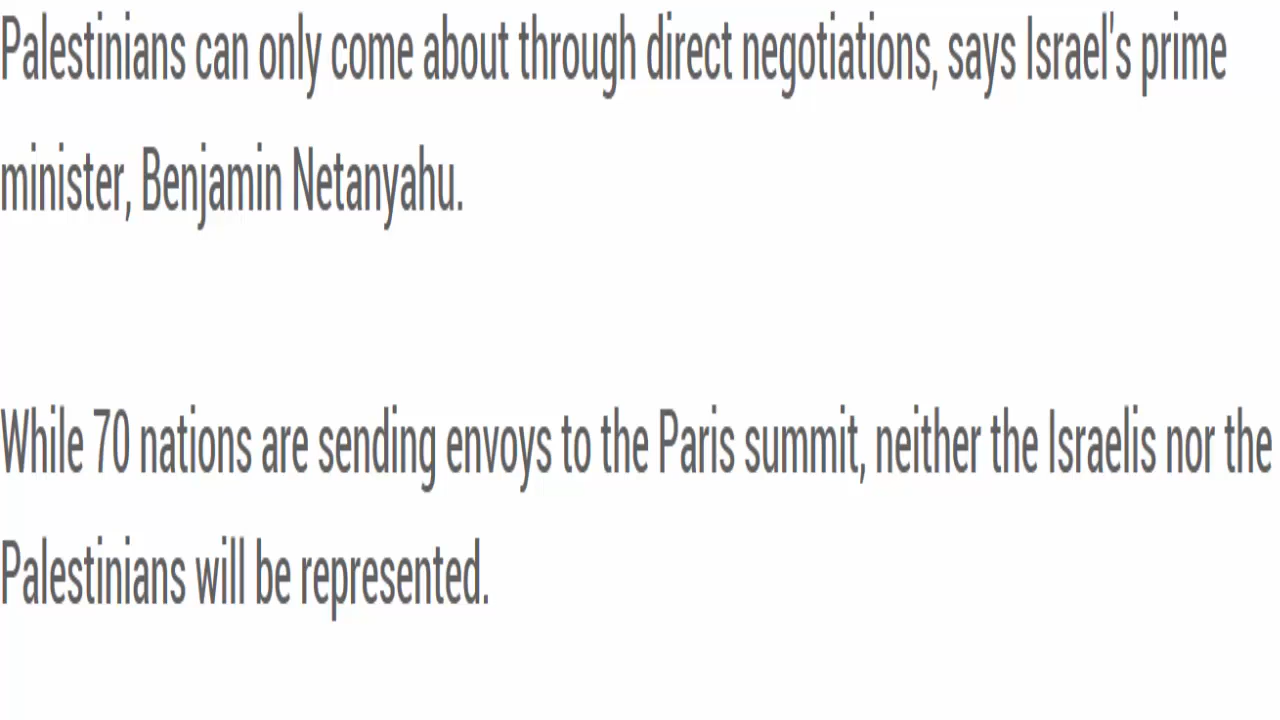 Palestinians can only come about through direct negotiations, says Israel's prime
minister, Benjamin Netanyahu.
While 70 nations are sending envoys to the Paris summit, neither the Israelis nor the
Palestinians will be represented.